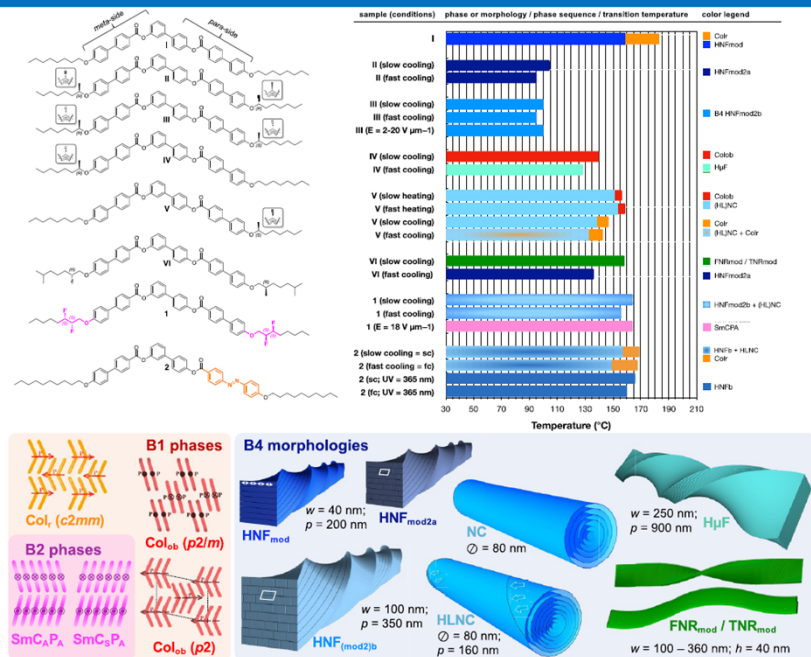 meta-side
para-side
I
II
III
IV
V
VI
1
2
sample (conditions)
phase or morphology / phase sequence / transition temperature
color legend
I
Colr
HNFmod
II (slow cooling)
II (fast cooling)
HNFmod2a
III (slow cooling)
III (fast cooling)
III (E = 2-20 V µm–1)
B4 HNFmod2b
IV (slow cooling)
IV (fast cooling)
Colob
HµF
V (slow heating)
V (fast heating)
V (slow cooling)
V (fast cooling)
Colob
(HL)NC
Colr
(HL)NC + Colr
VI (slow cooling)
VI (fast cooling)
FNRmod / TNRmod
HNFmod2a
1 (slow cooling)
1 (fast cooling)
1 (E = 18 V µm–1)
HNFmod2b + (HL)NC
SmCPA
2 (slow cooling = sc)
2 (fast cooling = fc)
2 (sc; UV = 365 nm)
2 (fc; UV = 365 nm)
HNFb + HLNC
Colr
HNFb
30 50 70 90 110 130 150 170 190 210
Temperature (°C)
B1 phases
Colr (c2mm)
Colob (p2/m)
Colob (p2)
B2 phases
SmCAPA
SmCSPA
B4 morphologies
HNFmod
w = 40 nm;
p = 200 nm
HNFmod2a
NC
∅ = 80 nm
w = 250 nm;
p = 900 nm
HµF
HNF(mod2)b
w = 100 nm;
p = 350 nm
HLNC
∅ = 80 nm;
p = 160 nm
FNRmod / TNRmod
w = 100 – 360 nm; h = 40 nm